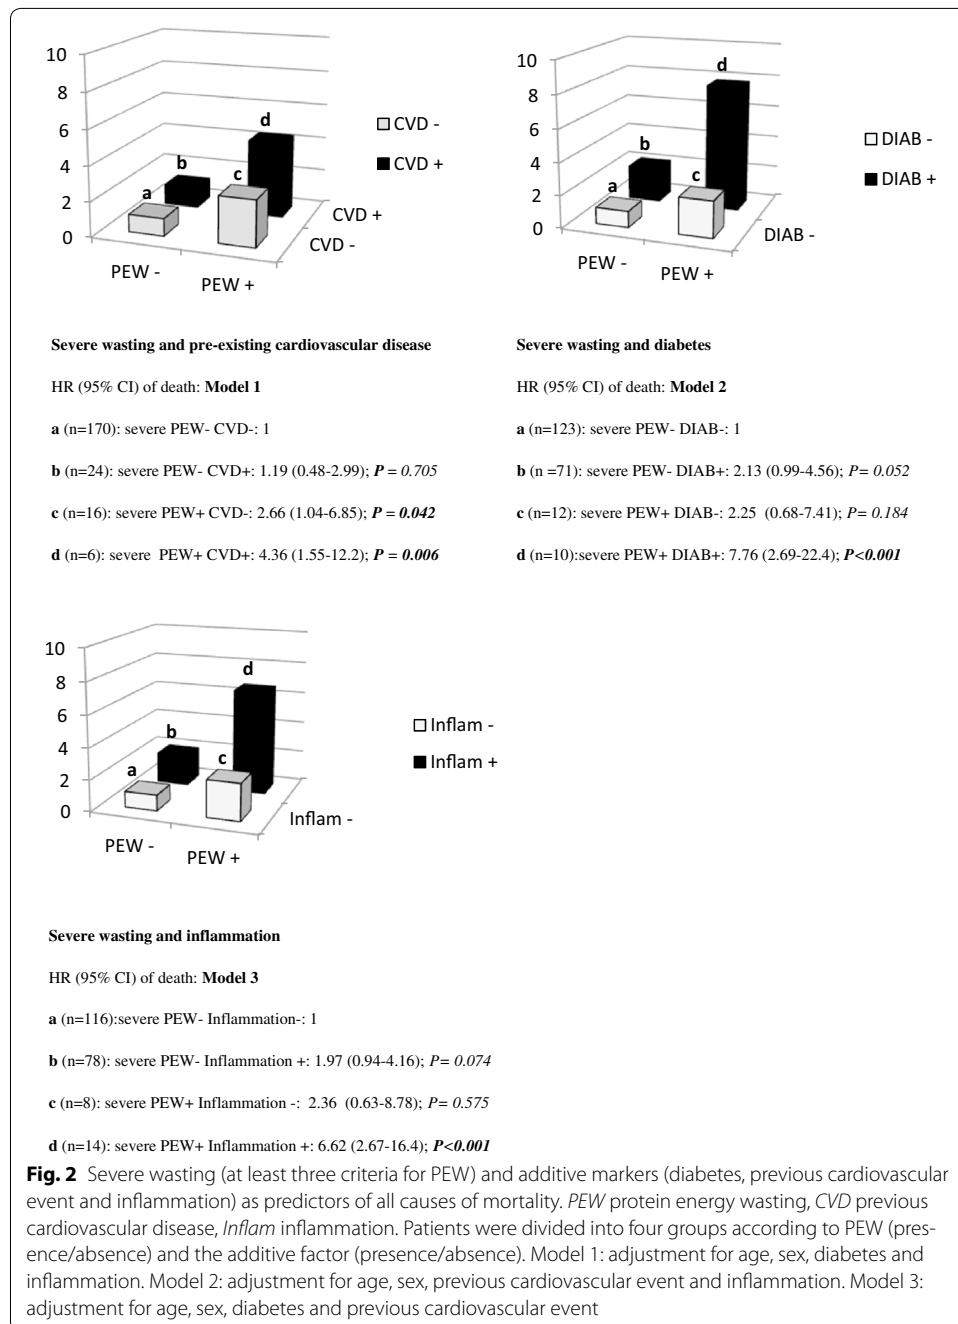 10
8
6
4
2
0
a
b
c
d
PEW -
PEW +
CVD +
CVD -
CVD -
CVD +
10
8
6
4
2
0
a
b
c
d
PEW -
PEW +
DIAB -
DIAB -
DIAB +
Severe wasting and pre-existing cardiovascular disease
HR (95% CI) of death: Model 1
a (n=170): severe PEW- CVD-: 1
b (n=24): severe PEW- CVD+: 1.19 (0.48-2.99); P = 0.705
c (n=16): severe PEW+ CVD-: 2.66 (1.04-6.85); P = 0.042
d (n=6): severe PEW+ CVD+: 4.36 (1.55-12.2); P = 0.006
Severe wasting and diabetes
HR (95% CI) of death: Model 2
a (n=123): severe PEW- DIAB-: 1
b (n =71): severe PEW- DIAB+: 2.13 (0.99-4.56); P= 0.052
c (n=12): severe PEW+ DIAB-: 2.25 (0.68-7.41); P= 0.184
d (n=10):severe PEW+ DIAB+: 7.76 (2.69-22.4); P<0.001
10
8
6
4
2
0
a
b
c
d
PEW -
PEW +
Inflam -
Inflam -
Inflam +
Severe wasting and inflammation
HR (95% CI) of death: Model 3
a (n=116):severe PEW- Inflammation-: 1
b (n=78): severe PEW- Inflammation +: 1.97 (0.94-4.16); P= 0.074
c (n=8): severe PEW+ Inflammation -: 2.36 (0.63-8.78); P= 0.575
d (n=14): severe PEW+ Inflammation +: 6.62 (2.67-16.4); P<0.001
Fig. 2 Severe wasting (at least three criteria for PEW) and additive markers (diabetes, previous cardiovascular
event and inflammation) as predictors of all causes of mortality. PEW protein energy wasting, CVD previous
cardiovascular disease, Inflam inflammation. Patients were divided into four groups according to PEW (pres-
ence/absence) and the additive factor (presence/absence). Model 1: adjustment for age, sex, diabetes and
inflammation. Model 2: adjustment for age, sex, previous cardiovascular event and inflammation. Model 3:
adjustment for age, sex, diabetes and previous cardiovascular event